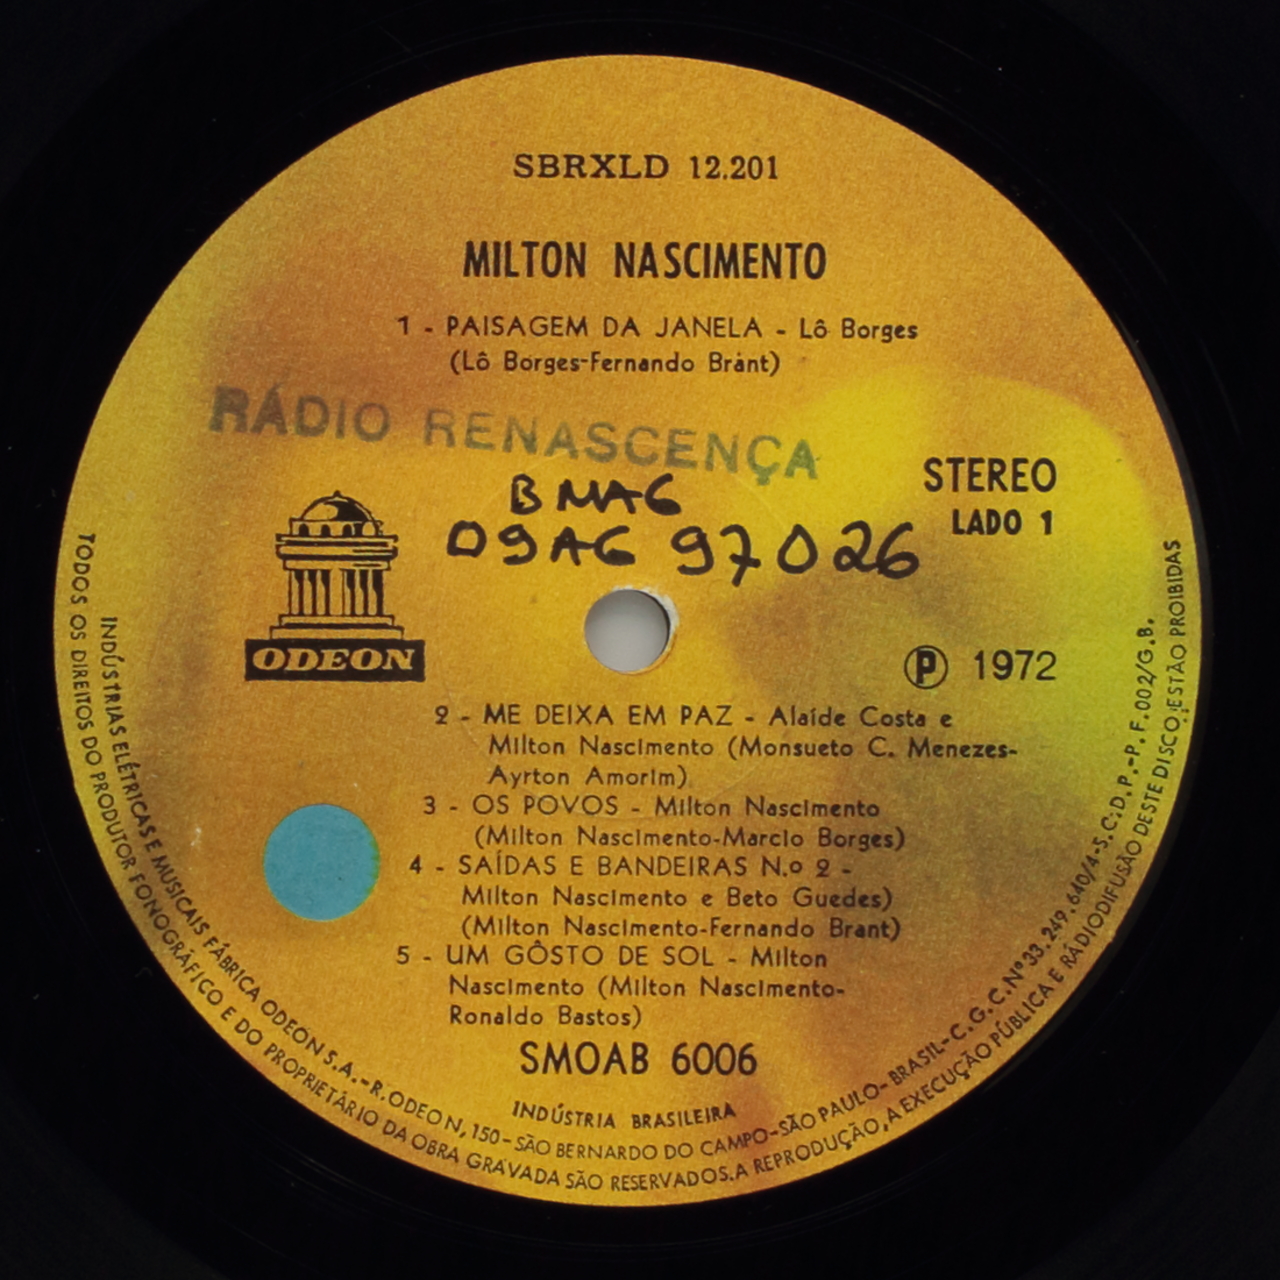 SBRXLD 12.201
MILTON NASCIMENTO
1 - PAISAGEM DA JANELA - Lô Borges
(Lô Borges-Fernando Brant)
RÁDIO RENASCENÇA
B MAG
09AG 97026
STEREO
LADO 1
ODEON
P 1972
2 - ME DEIXA EM PAZ - Alaíde Costa e
Milton Nascimento (Monsueto C. Menezes-
Ayrton Amorim)
3 - OS POVOS - Milton Nascimento
(Milton Nascimento-Marcio Borges)
4 - SAÍDAS E BANDEIRAS N.º 2 -
Milton Nascimento e Beto Guedes)
(Milton Nascimento-Fernando Brant)
5 - UM GÔSTO DE SOL - Milton
Nascimento (Milton Nascimento-
Ronaldo Bastos)
SMOAB 6006
INDÚSTRIA BRASILEIRA
INDÚSTRIAS ELÉTRICAS E MUSICAIS FÁBRICA ODEON S.A.-R. ODEON, 150-SÃO BERNARDO DO CAMPO-SÃO PAULO-BRASIL-C.G.C.Nº33.249.640/4-S.C.D.P.-P.F.002/G.B.
TODOS OS DIREITOS DO PRODUTOR FONOGRÁFICO E DO PROPRIETÁRIO DA OBRA GRAVADA SÃO RESERVADOS. A REPRODUÇÃO, A EXECUÇÃO PÚBLICA E RÁDIODIFUSÃO DESTE DISCO ESTÃO PROIBIDAS